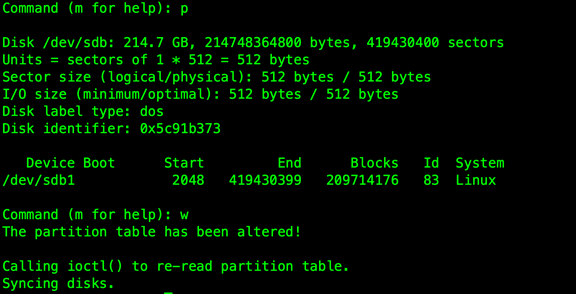 Command (m for help): p
Disk /dev/sdb: 214.7 GB, 214748364800 bytes, 419430400 sectors
Units = sectors of 1 * 512 = 512 bytes
Sector size (logical/physical): 512 bytes / 512 bytes
I/O size (minimum/optimal): 512 bytes / 512 bytes
Disk label type: dos
Disk identifier: 0x5c91b373
Device Boot Start End Blocks Id System
/dev/sdb1 2048 419430399 209714176 83 Linux
Command (m for help): w
The partition table has been altered!
Calling ioctl() to re-read partition table.
Syncing disks.